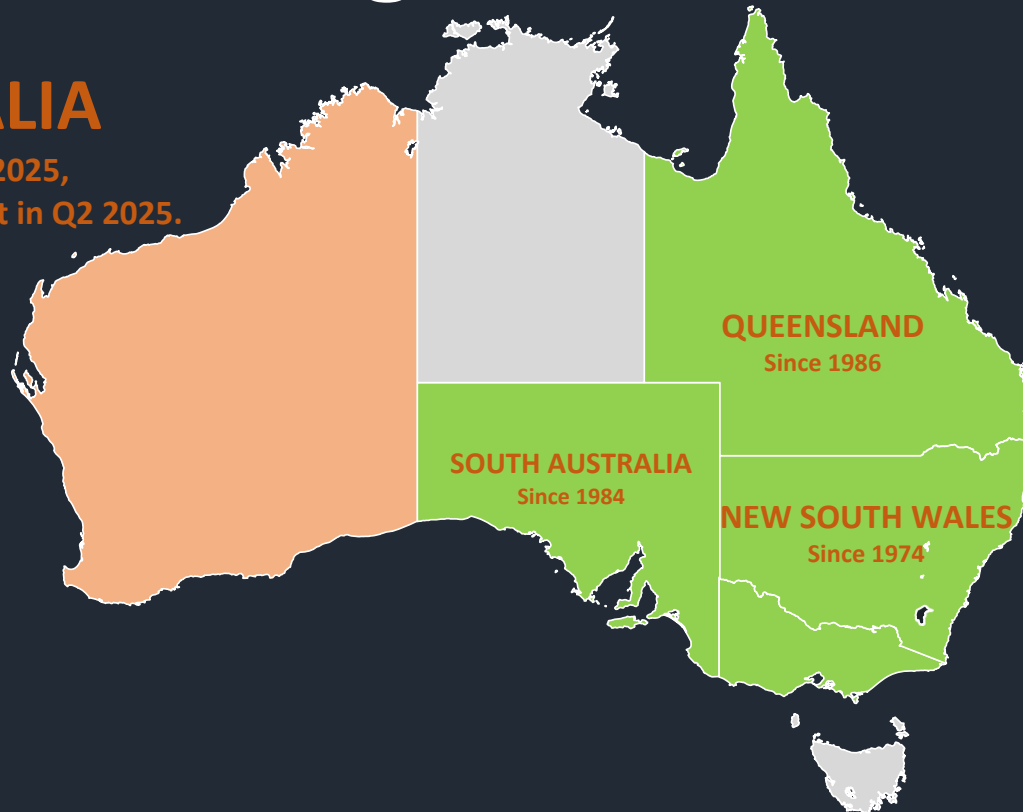 ALIA
2025,
t in Q2 2025.
QUEENSLAND
Since 1986
SOUTH AUSTRALIA
Since 1984
NEW SOUTH WALES
Since 1974